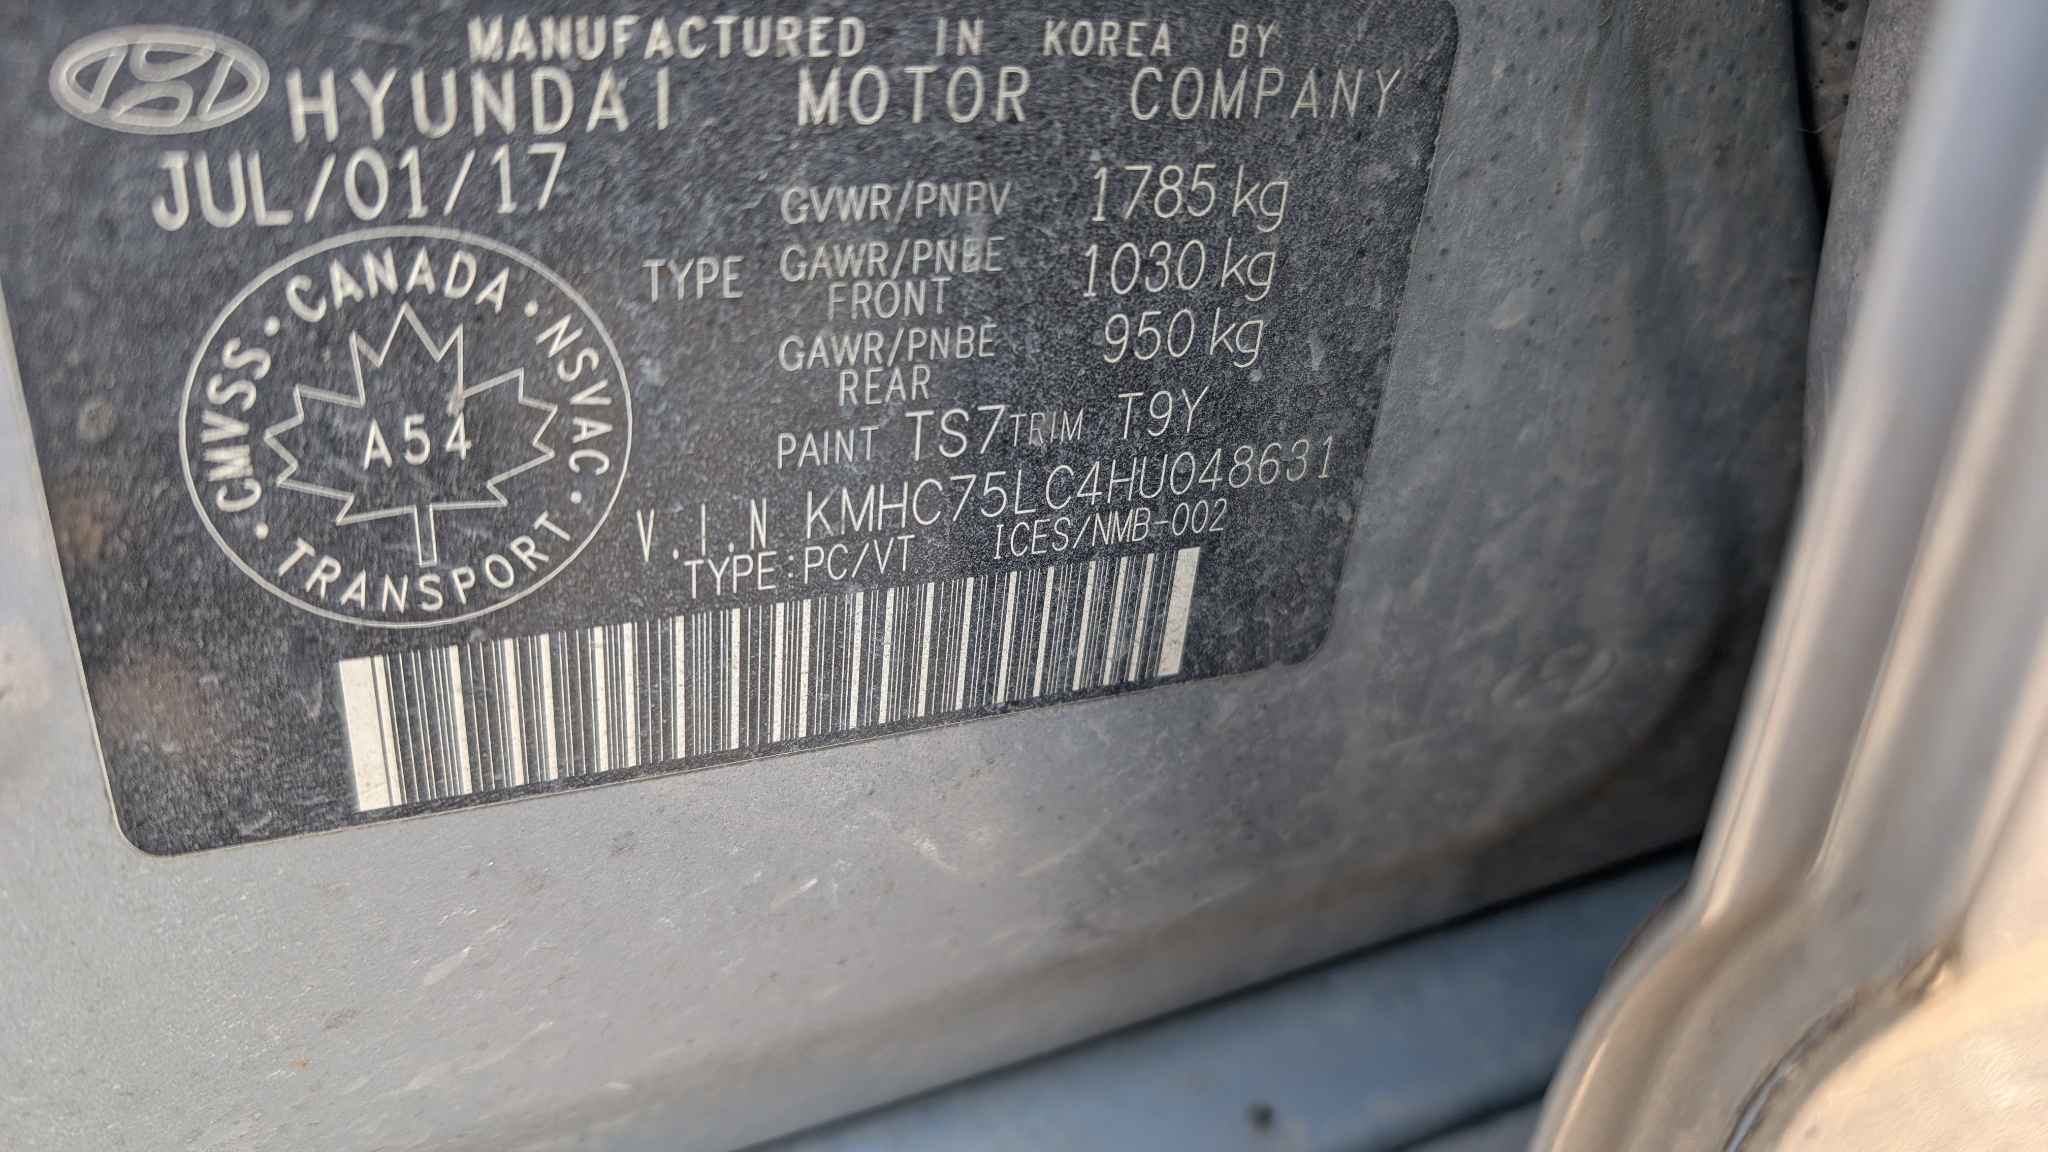 MANUFACTURED IN KOREA BY
HYUNDAI MOTOR COMPANY
JUL/01/17
GVWR/PNBV 1785 kg
TYPE GAWR/PNBE 1030 kg
FRONT
GAWR/PNBE 950 kg
REAR
PAINT TS7 TRIM T9Y
V.I.N KMHC75LC4HU048631
TYPE:PC/VT ICES/NMB-002
CANADA · NSVAC · TRANSPORT · CMVSS ·
A54